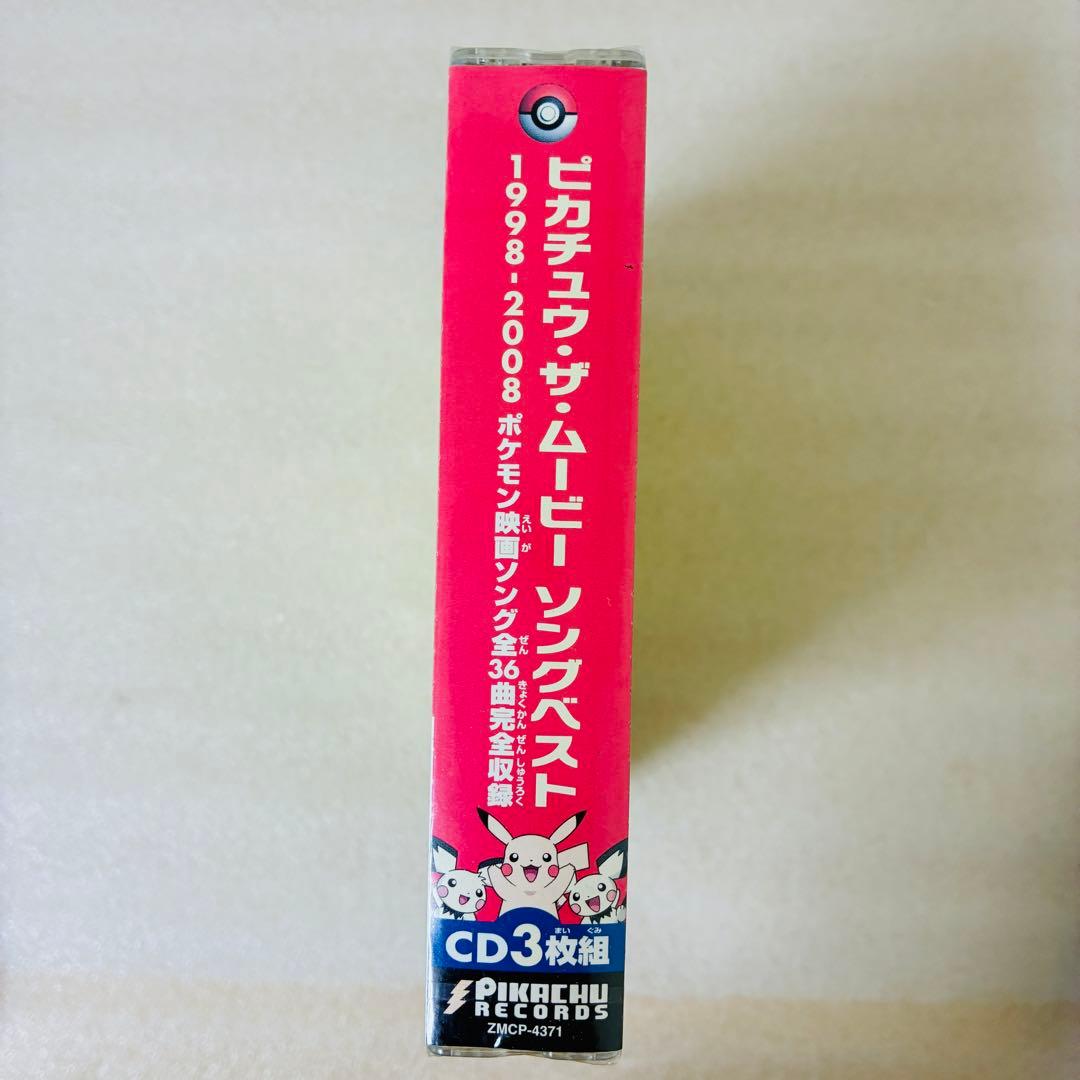 ピカチュウ・ザ・ムービー ソングベスト
1998-2008 ポケモン映画ソング全36曲完全収録
えいが
ぜん
きょくかんぜんしゅうろく
CD3枚組
まい ぐみ
PIKACHU
RECORDS
ZMCP-4371